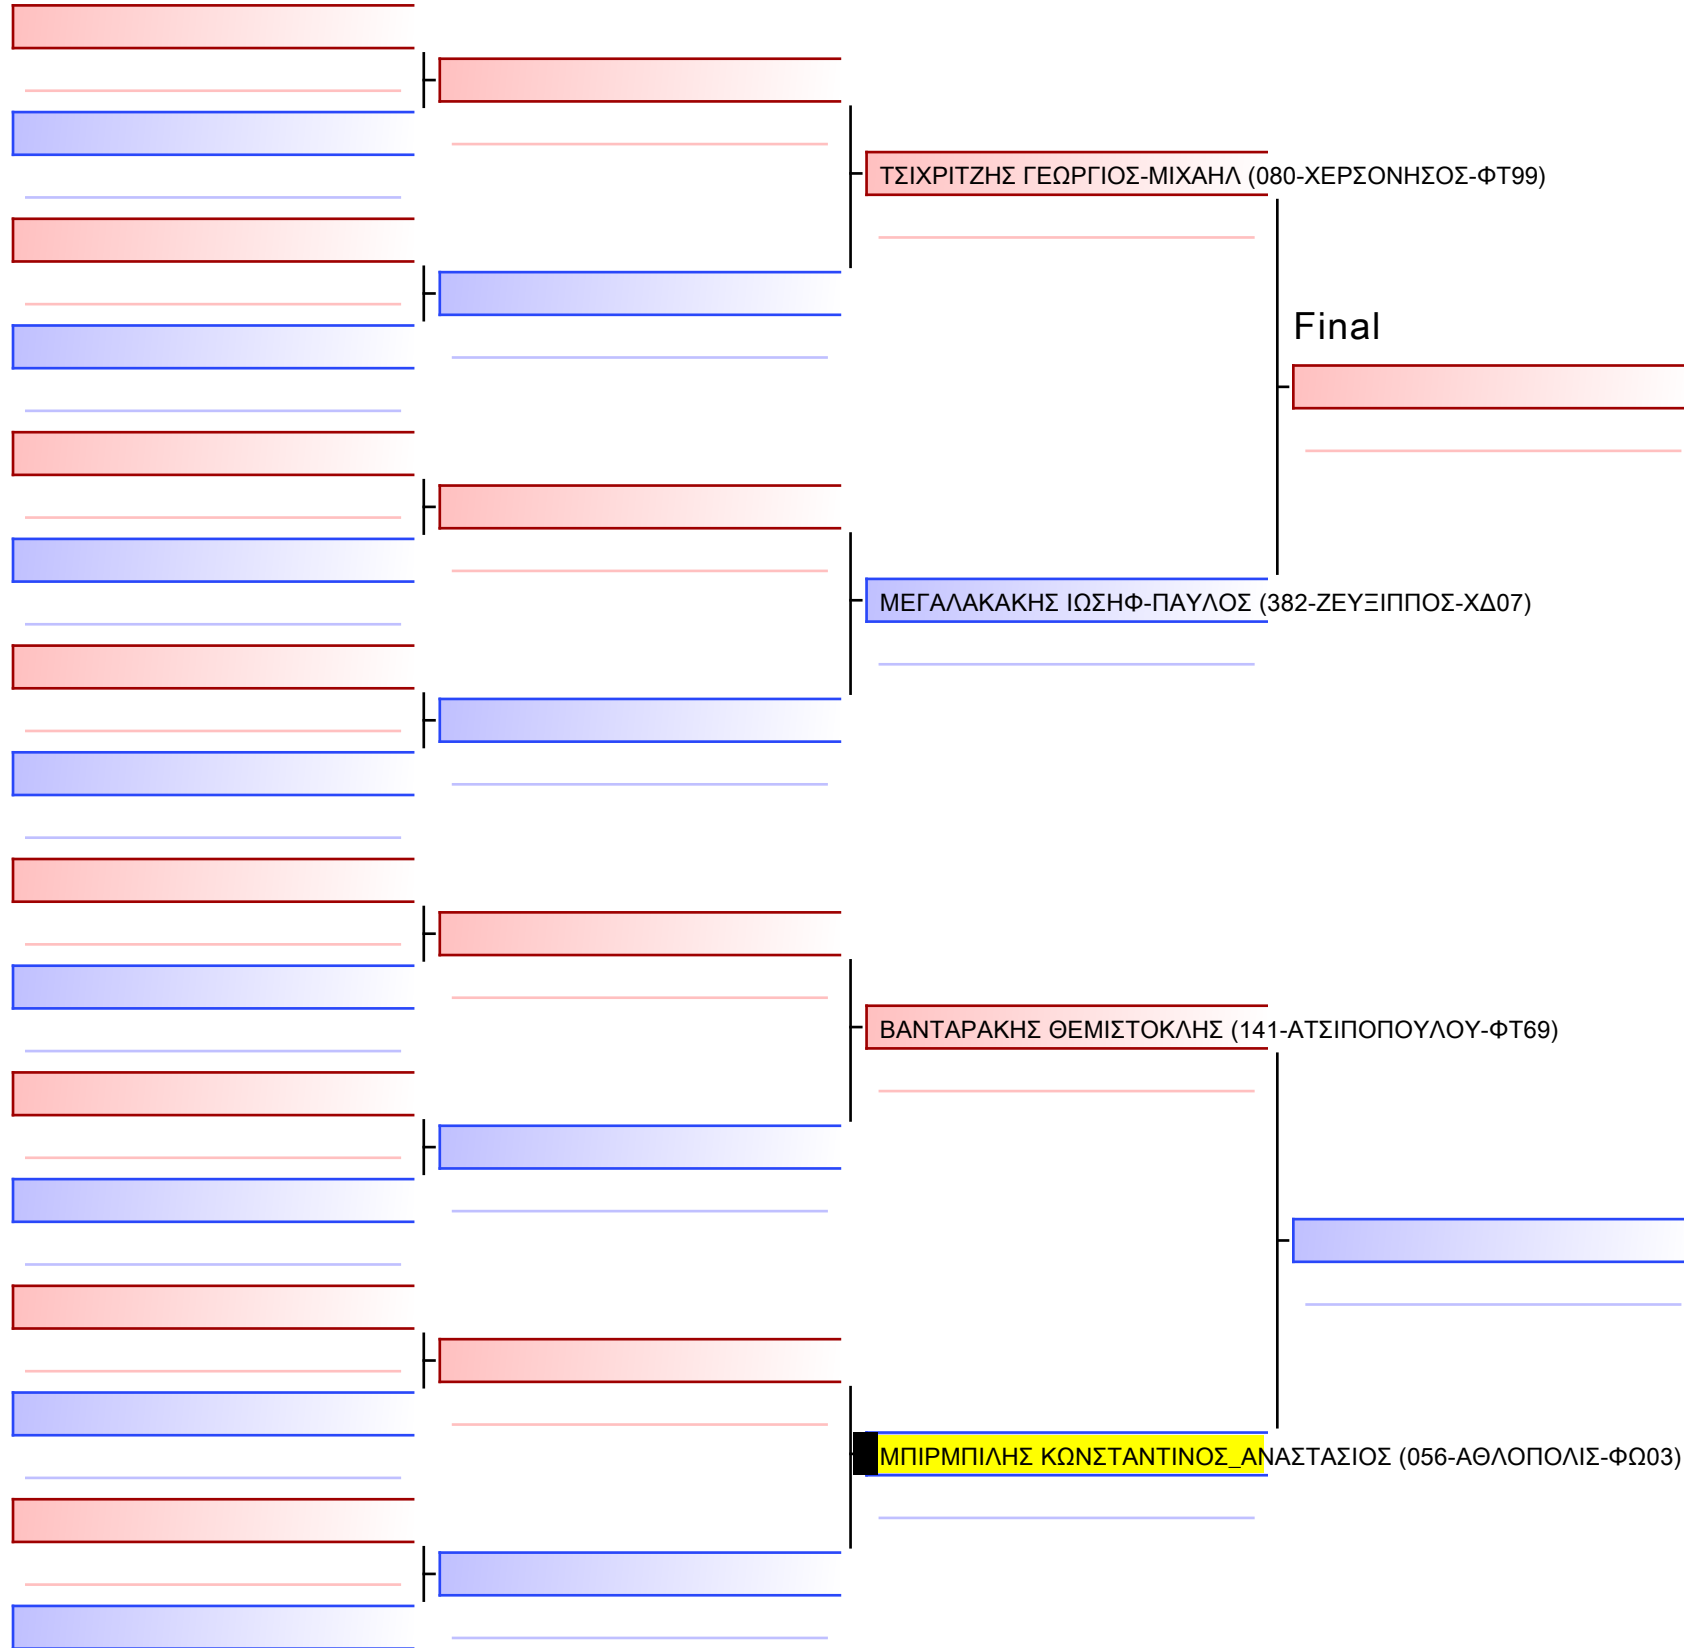 ΤΣΙΧΡΙΤΖΗΣ ΓΕΩΡΓΙΟΣ-ΜΙΧΑΗΛ (080-ΧΕΡΣΟΝΗΣΟΣ-ΦΤ99)
Final
ΜΕΓΑΛΑΚΑΚΗΣ ΙΩΣΗΦ-ΠΑΥΛΟΣ (382-ΖΕΥΞΙΠΠΟΣ-ΧΔ07)
ΒΑΝΤΑΡΑΚΗΣ ΘΕΜΙΣΤΟΚΛΗΣ (141-ΑΤΣΙΠΟΠΟΥΛΟΥ-ΦΤ69)
ΜΠΙΡΜΠΙΛΗΣ ΚΩΝΣΤΑΝΤΙΝΟΣ_ΑΝΑΣΤΑΣΙΟΣ (056-ΑΘΛΟΠΟΛΙΣ-ΦΩ03)